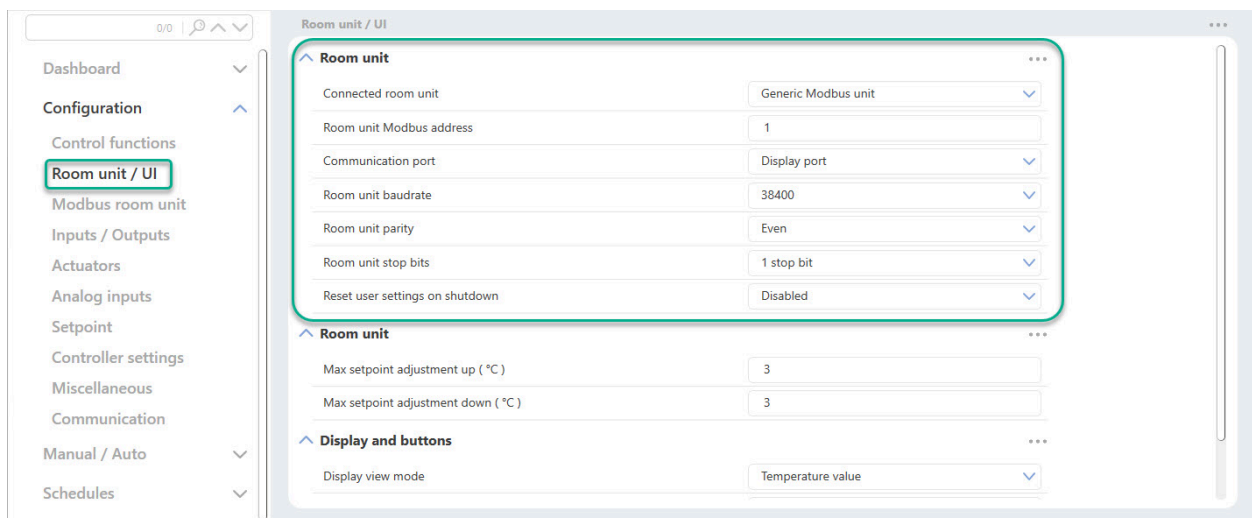 0/0
Dashboard
Configuration
Control functions
Room unit / UI
Modbus room unit
Inputs / Outputs
Actuators
Analog inputs
Setpoint
Controller settings
Miscellaneous
Communication
Manual / Auto
Schedules
Room unit / UI
Room unit
Connected room unit Generic Modbus unit
Room unit Modbus address 1
Communication port Display port
Room unit baudrate 38400
Room unit parity Even
Room unit stop bits 1 stop bit
Reset user settings on shutdown Disabled
Room unit
Max setpoint adjustment up ( °C ) 3
Max setpoint adjustment down ( °C ) 3
Display and buttons
Display view mode Temperature value